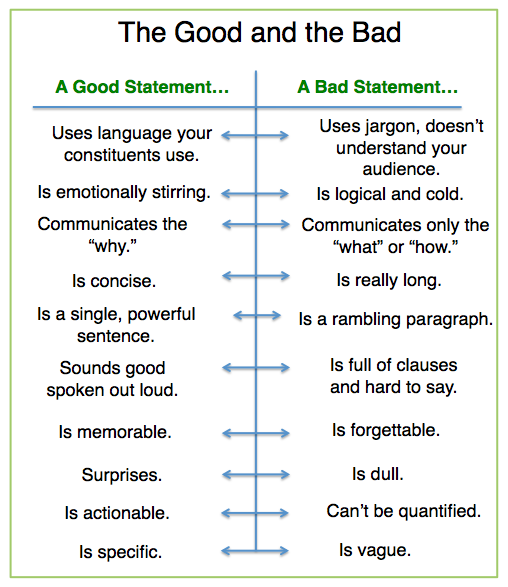 The Good and the Bad
A Good Statement…
A Bad Statement…
Uses language your
constituents use.
Uses jargon, doesn’t
understand your
audience.
Is emotionally stirring.
Is logical and cold.
Communicates the
“why.”
Communicates only the
“what” or “how.”
Is concise.
Is really long.
Is a single, powerful
sentence.
Is a rambling paragraph.
Sounds good
spoken out loud.
Is full of clauses
and hard to say.
Is memorable.
Is forgettable.
Surprises.
Is dull.
Is actionable.
Can’t be quantified.
Is specific.
Is vague.